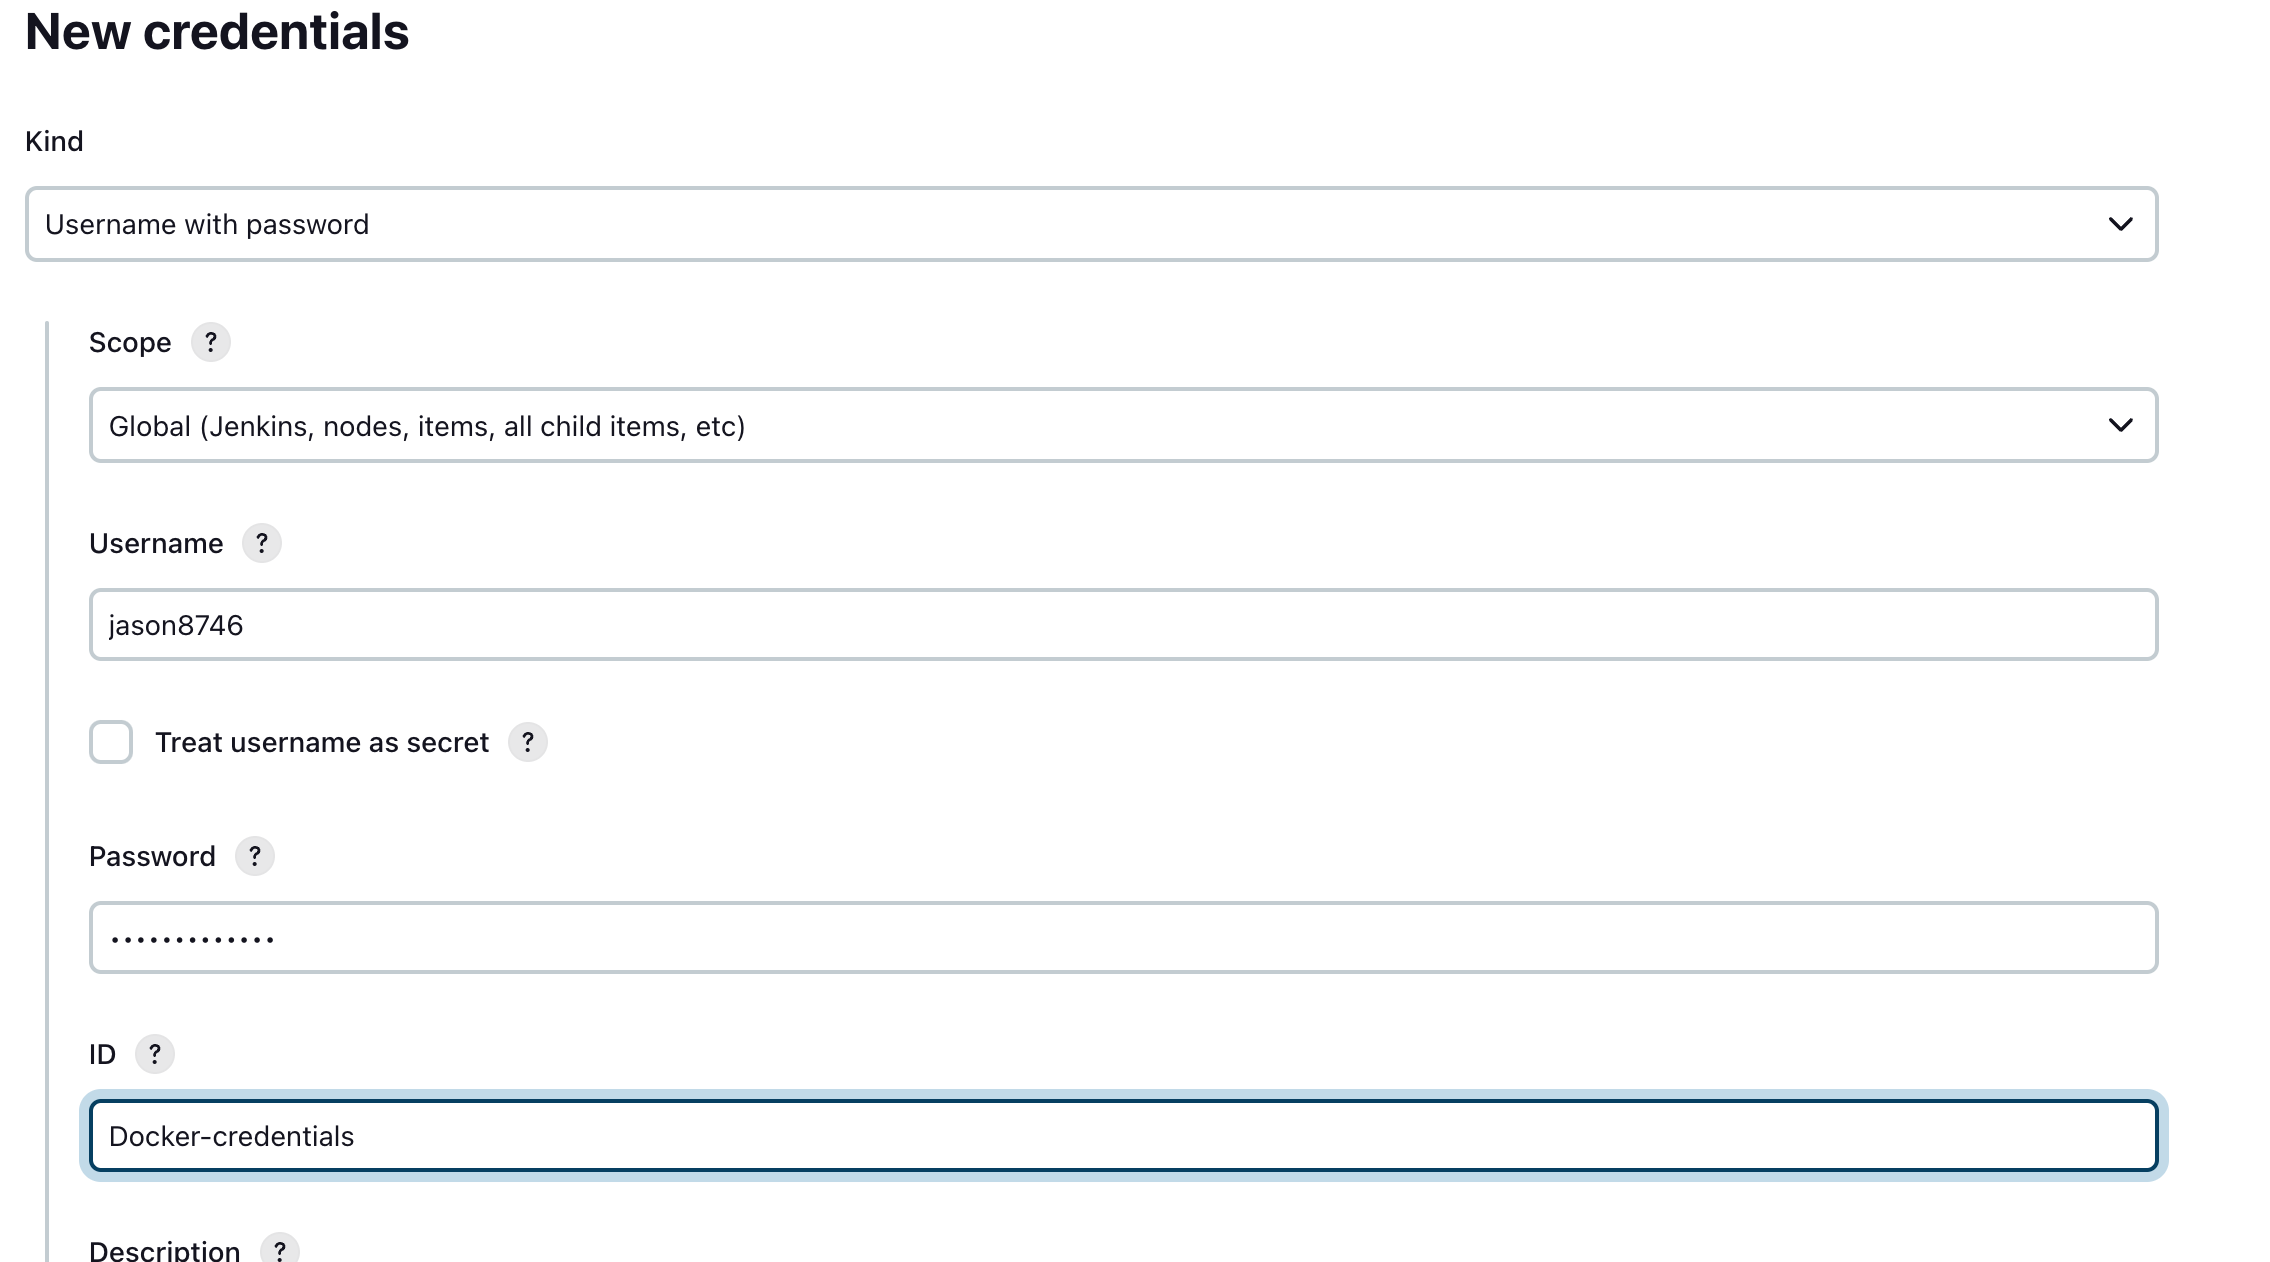 New credentials
Kind
Username with password
Scope ?
Global (Jenkins, nodes, items, all child items, etc)
Username ?
jason8746
Treat username as secret ?
Password ?
•••••••••••••
ID ?
Docker-credentials
Description ?